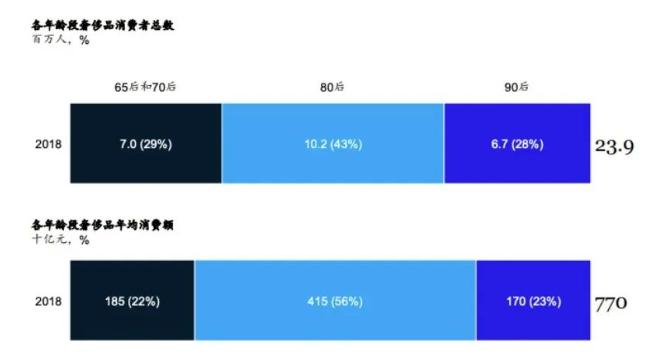 各年龄段奢侈品消费者总数
百万人，%
65后和70后 80后 90后
2018 7.0 (29%) 10.2 (43%) 6.7 (28%) 23.9
各年龄段奢侈品年均消费额
十亿元，%
2018 185 (22%) 415 (56%) 170 (23%) 770